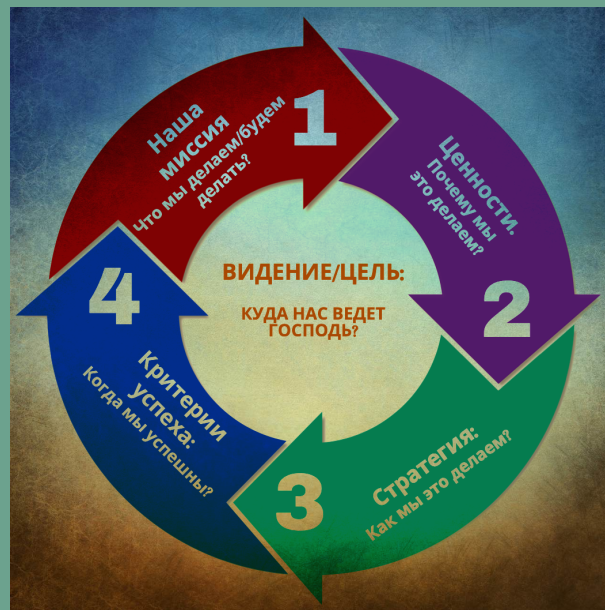 1
Наша
миссия
Что мы делаем/будем
делать?
Ценности.
Почему мы
это делаем?
2
ВИДЕНИЕ/ЦЕЛЬ:
КУДА НАС ВЕДЕТ
ГОСПОДЬ?
Стратегия:
Как мы это делаем?
3
4
Критерии
успеха:
Когда мы успешны?